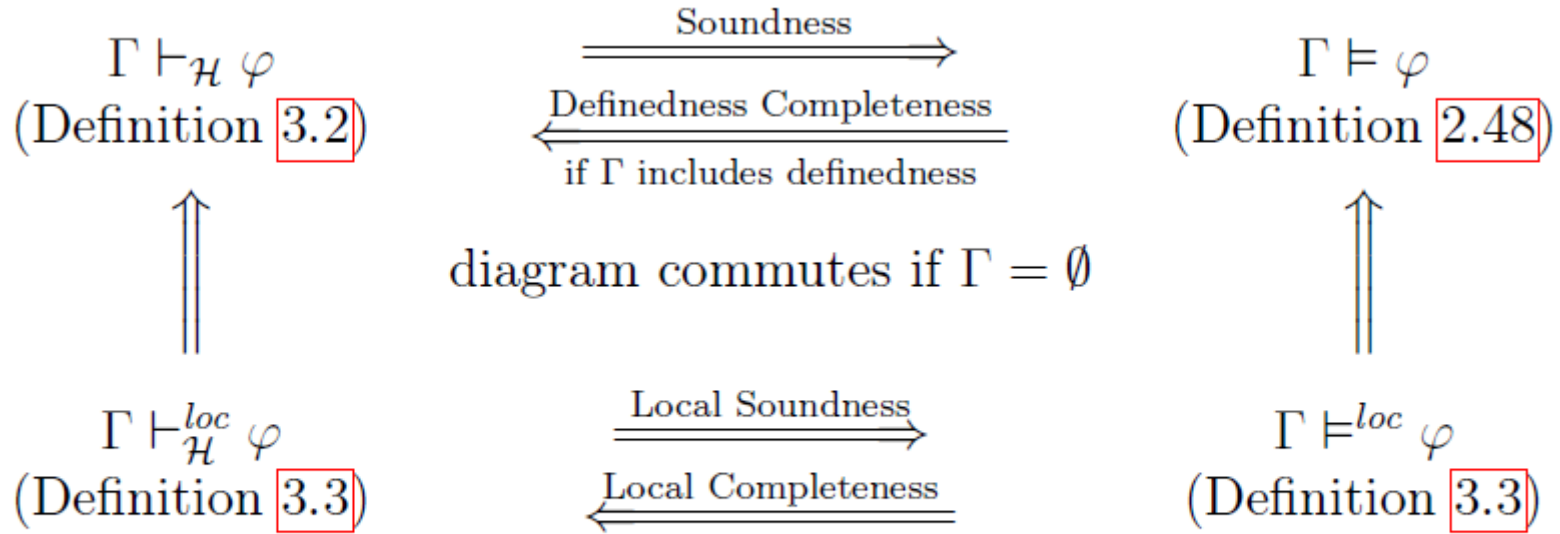 Γ ⊢_ℋ φ
(Definition 3.2)
Soundness
Definedness Completeness
if Γ includes definedness
Γ ⊨ φ
(Definition 2.48)
diagram commutes if Γ = ∅
Γ ⊢_ℋ^loc φ
(Definition 3.3)
Local Soundness
Local Completeness
Γ ⊨^loc φ
(Definition 3.3)